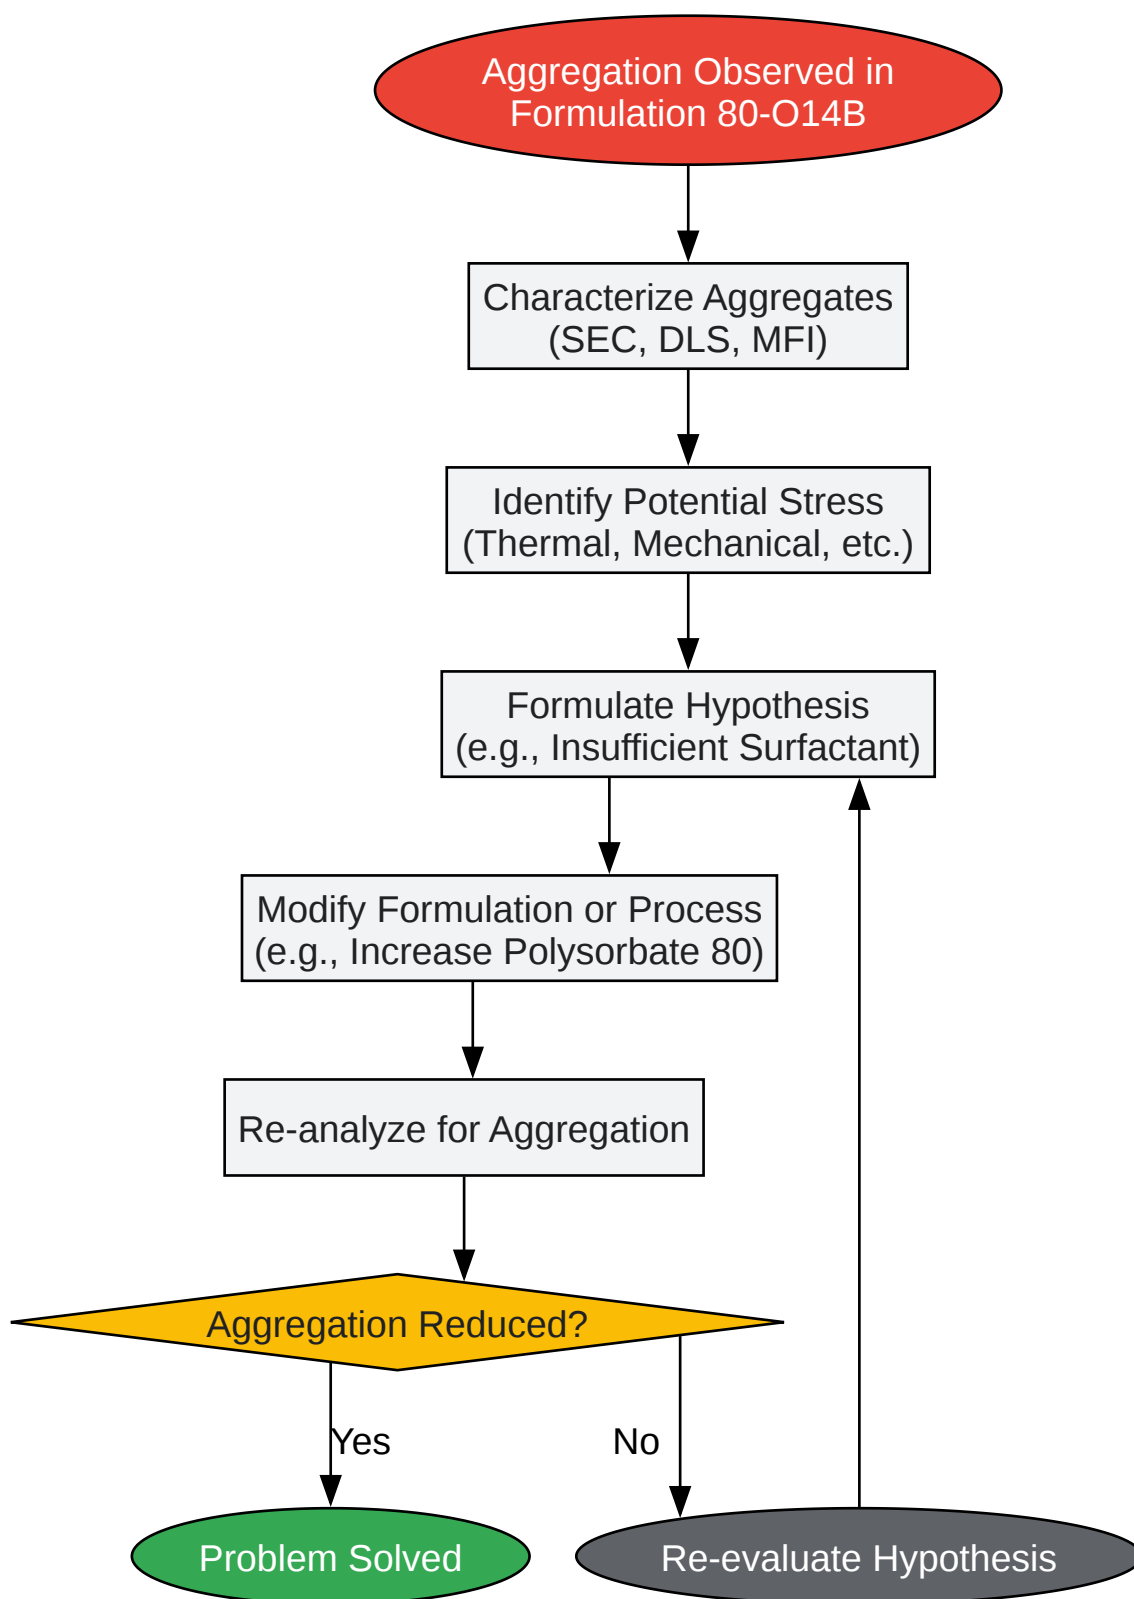 Aggregation Observed in
Formulation 80-O14B
Characterize Aggregates
(SEC, DLS, MFI)
Identify Potential Stress
(Thermal, Mechanical, etc.)
Formulate Hypothesis
(e.g., Insufficient Surfactant)
Modify Formulation or Process
(e.g., Increase Polysorbate 80)
Re-analyze for Aggregation
Aggregation Reduced?
Yes
No
Problem Solved
Re-evaluate Hypothesis